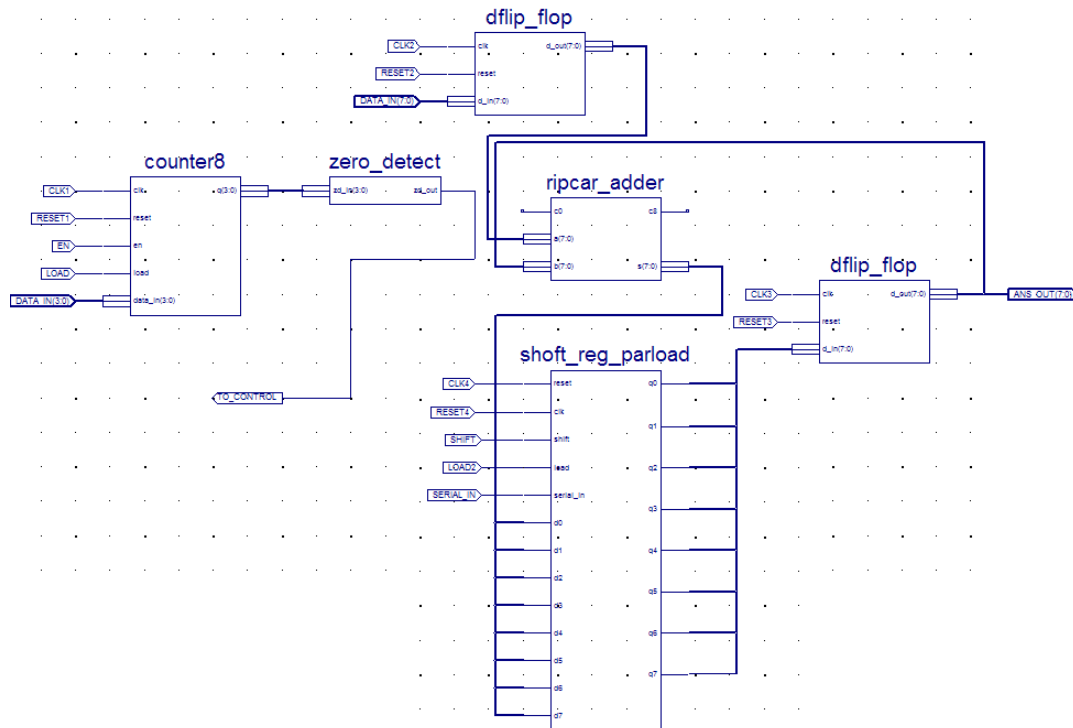 dflip_flop
CLK2
clk
d_out(7:0)
RESET2
reset
DATA_IN(7:0)
d_in(7:0)
counter8
CLK1
clk
q(3:0)
RESET1
reset
EN
en
LOAD
load
DATA_IN(3:0)
data_in(3:0)
zero_detect
zd_in(3:0)
zd_out
ripcar_adder
c0
c8
a(7:0)
b(7:0)
s(7:0)
dflip_flop
CLK3
clk
d_out(7:0)
ANS_OUT(7:0)
RESET3
reset
d_in(7:0)
TO_CONTROL
shoft_reg_parload
CLK4
reset
q0
RESET4
clk
q1
SHIFT
shift
LOAD2
load
q2
SERIAL_IN
serial_in
q3
d0
d1
q4
d2
q5
d3
d4
q6
d5
q7
d6
d7